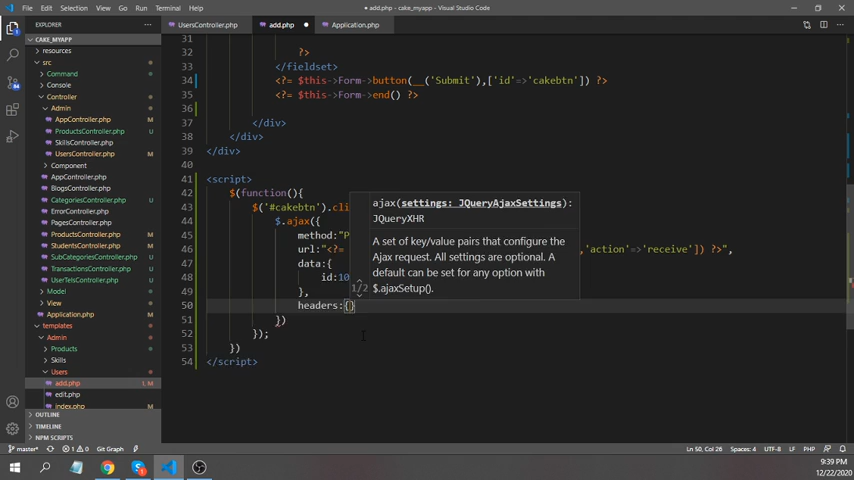 File Edit Selection View Go Run Terminal Help
● add.php - cake_myapp - Visual Studio Code
EXPLORER
UsersController.php
add.php ●
Application.php
CAKE_MYAPP
resources
src
Command
Console
Controller
Admin
AppController.php M
ProductsController.php U
SkillsController.php
UsersController.php M
Component
AppController.php
BlogsController.php
CategoriesController.php U
ErrorController.php
PagesController.php
ProductsController.php M
StudentsController.php M
SubCategoriesController.php U
TransactionsController.php U
UserTelsController.php U
Model
Application.php M
templates
Admin
Products
Skills
Users
add.php 1, M
edit.php
index.php M
OUTLINE
TIMELINE
NPM SCRIPTS
31
32 ?>
33 </fieldset>
34 <?= $this->Form->button(__('Submit'),['id'=>'cakebtn']) ?>
35 <?= $this->Form->end() ?>
36
37 </div>
38 </div>
39 </div>
40
41 <script>
42 $(function(){
43 $('#cakebtn').cli
44 $.ajax({
45 method:"P
46 url:"<?= ,'action'=>'receive']) ?>",
47 data:{
48 id:10
49 },
50 headers:{}
51 })
52 });
53 })
54 </script>
ajax(settings: JQueryAjaxSettings):
JQueryXHR
A set of key/value pairs that configure the
Ajax request. All settings are optional. A
default can be set for any option with
1/2 $.ajaxSetup().
master* 1 0 Git Graph
Ln 50, Col 26 Spaces: 4 UTF-8 LF PHP
9:39 PM
12/22/2020